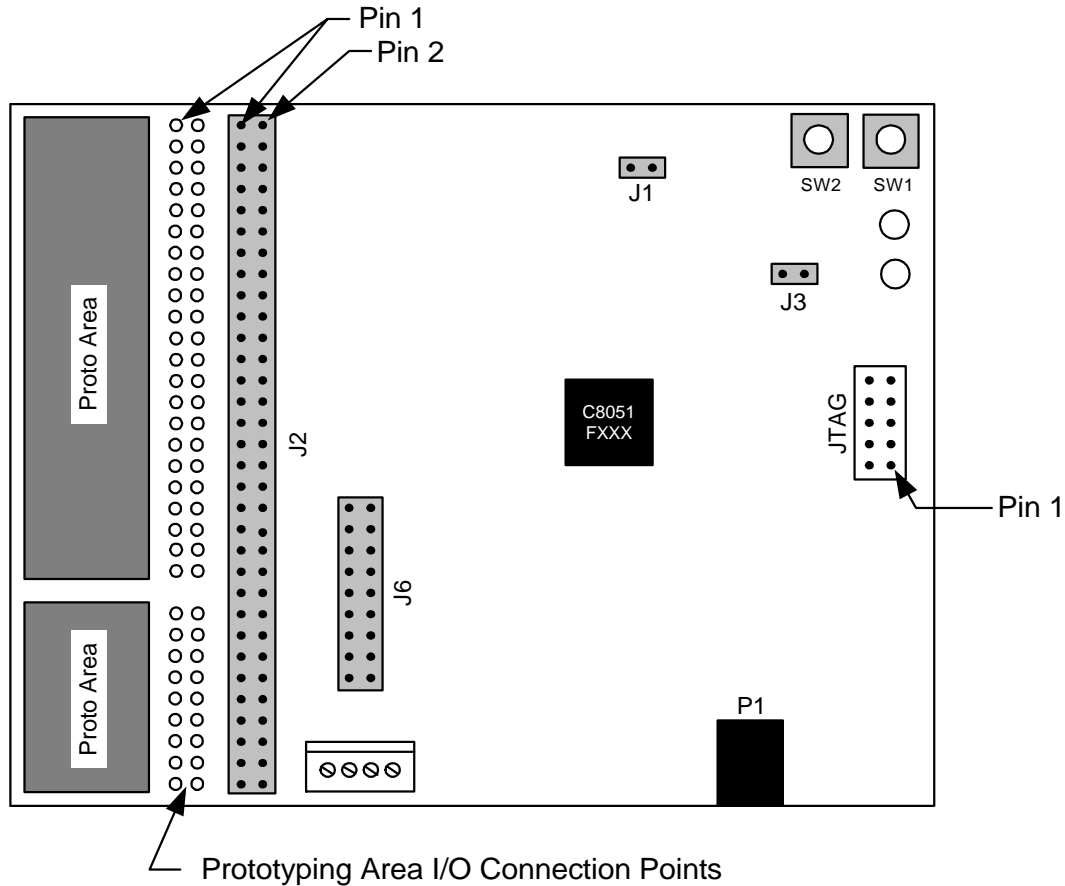 Pin 1
Pin 2
SW2
SW1
J1
J3
Proto Area
J2
C8051
FXXX
JTAG
Pin 1
J6
Proto Area
P1
Prototyping Area I/O Connection Points